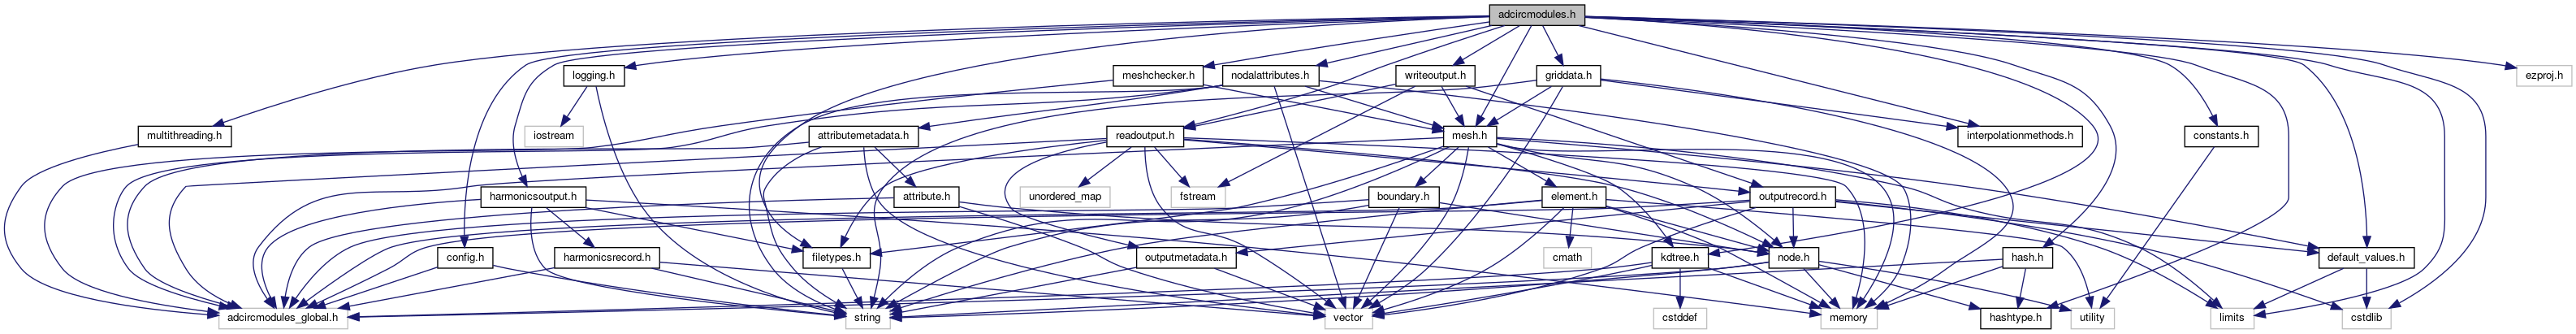 adcircmodules.h
logging.h
meshchecker.h
nodalattributes.h
writeoutput.h
griddata.h
ezproj.h
multithreading.h
iostream
attributemetadata.h
readoutput.h
mesh.h
interpolationmethods.h
constants.h
harmonicsoutput.h
attribute.h
unordered_map
fstream
boundary.h
element.h
outputrecord.h
config.h
harmonicsrecord.h
filetypes.h
outputmetadata.h
cmath
kdtree.h
node.h
hash.h
default_values.h
adcircmodules_global.h
string
vector
cstddef
memory
hashtype.h
utility
limits
cstdlib